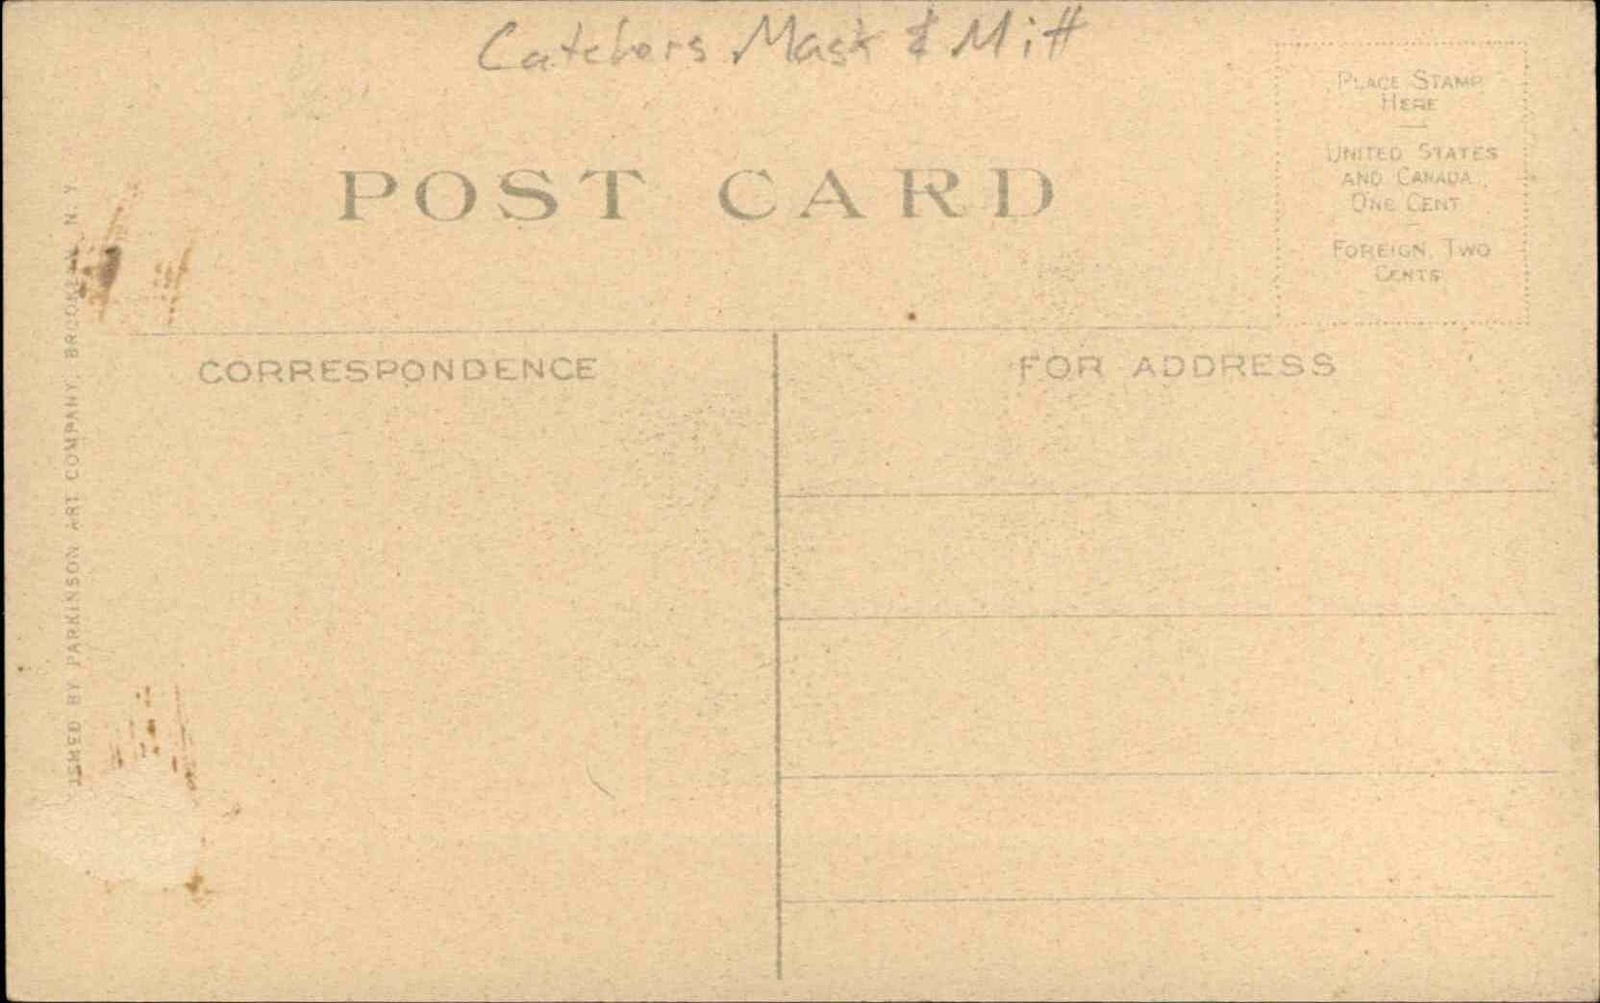 Catchers Mask & Mitt
POST CARD
PLACE STAMP
HERE
UNITED STATES
AND CANADA
ONE CENT
FOREIGN, TWO
CENTS
CORRESPONDENCE
FOR ADDRESS
BY PARKINSON ART COMPANY, BROOKLYN, N. Y.